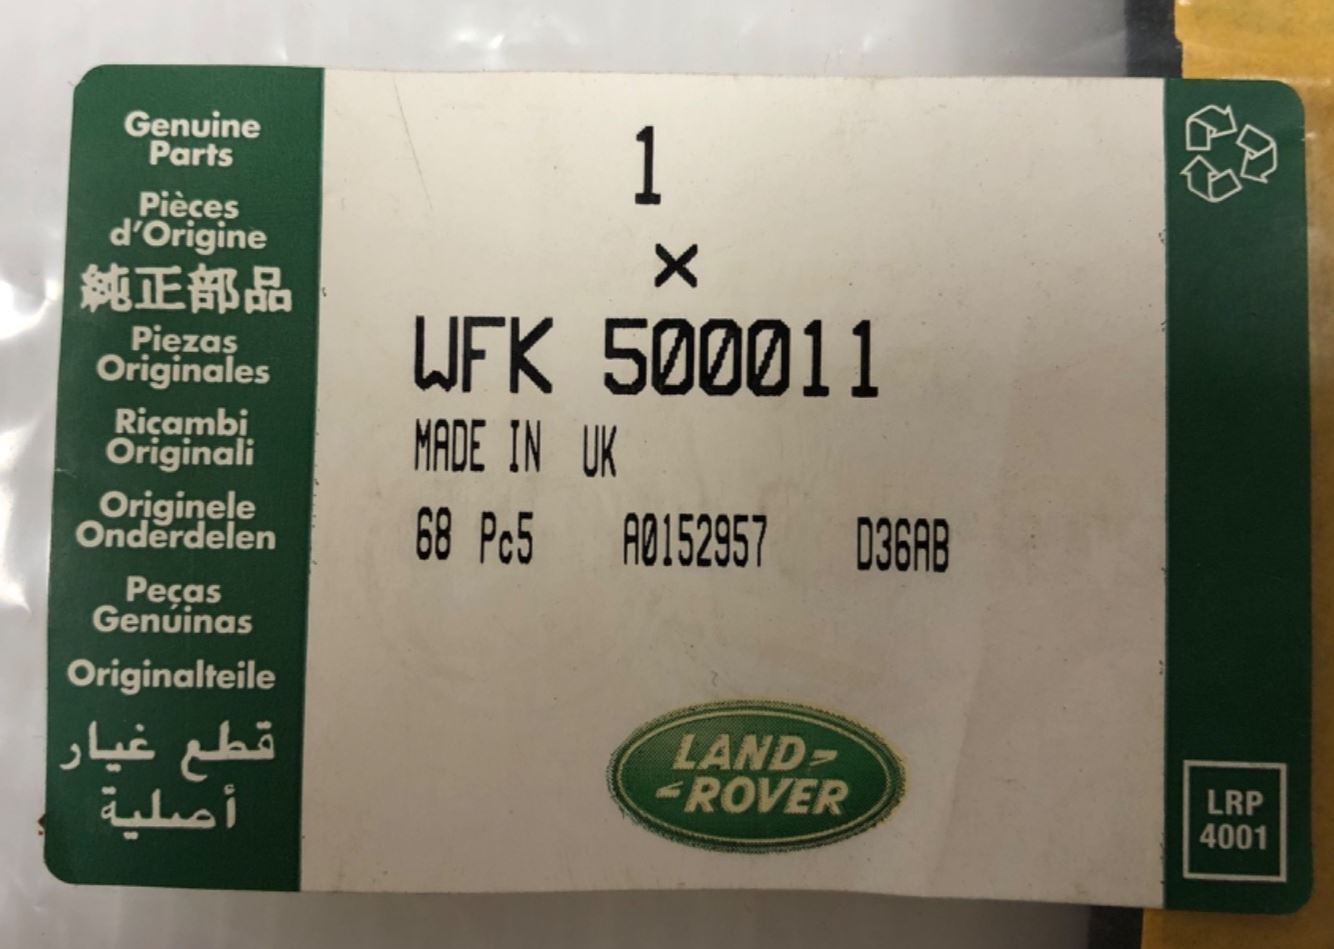 Genuine
Parts
Pièces
d'Origine
純正部品
Piezas
Originales
Ricambi
Originali
Originele
Onderdelen
Peças
Genúinas
Originalteile
قطع غيار
أصلية
1
×
WFK 500011
MADE IN UK
68 Pc5 A0152957 D36AB
LAND-
-ROVER
LRP
4001